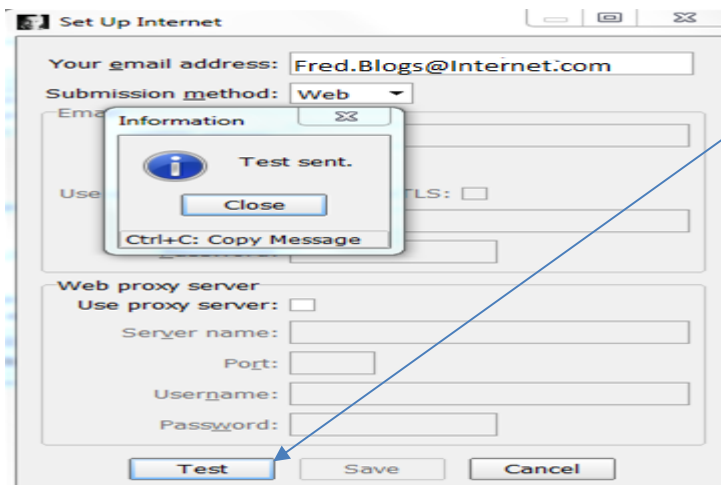 Set Up Internet
Your email address: Fred.Blogs@Internet.com
Submission method: Web
Information
Test sent.
Use
TLS:
Close
Ctrl+C: Copy Message
Web proxy server
Use proxy server:
Server name:
Port:
Username:
Password:
Test Save Cancel